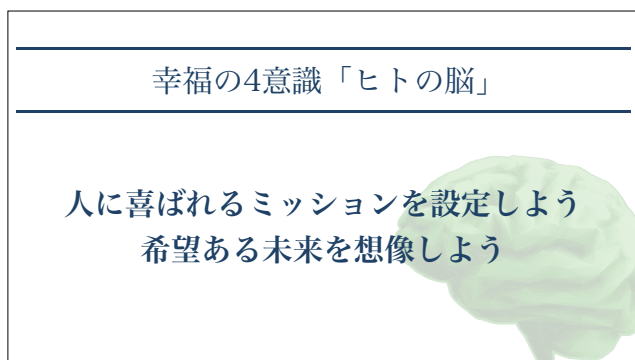 幸福の4意識「ヒトの脳」
人に喜ばれるミッションを設定しよう
希望ある未来を想像しよう